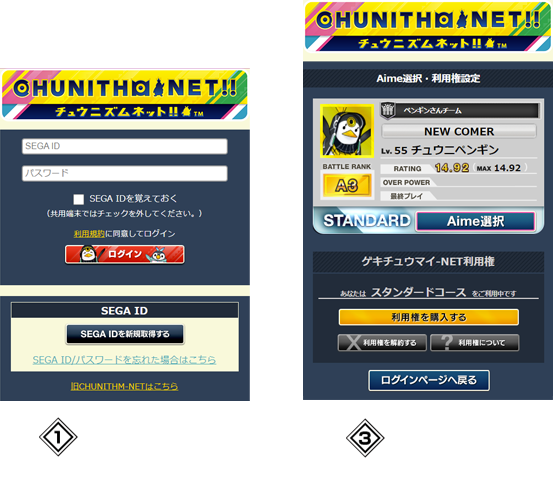 CHUNITHM-NET!!
チュウニズムネット!! TM
SEGA ID
パスワード
SEGA IDを覚えておく
(共用端末ではチェックを外してください。)
利用規約に同意してログイン
ログイン
SEGA ID
SEGA IDを新規取得する
SEGA ID/パスワードを忘れた場合はこちら
旧CHUNITHM-NETはこちら
1
CHUNITHM-NET!!
チュウニズムネット!! TM
Aime選択・利用権設定
ペンギンさんチーム
NEW COMER
Lv. 55 チュウニペンギン
BATTLE RANK
RATING 14.92 (MAX 14.92)
A3
OVER POWER
最終プレイ
STANDARD
Aime選択
ゲキチュウマイ-NET利用権
あなたは スタンダードコース をご利用中です
利用権を購入する
X 利用権を解約する
? 利用権について
ログインページへ戻る
3